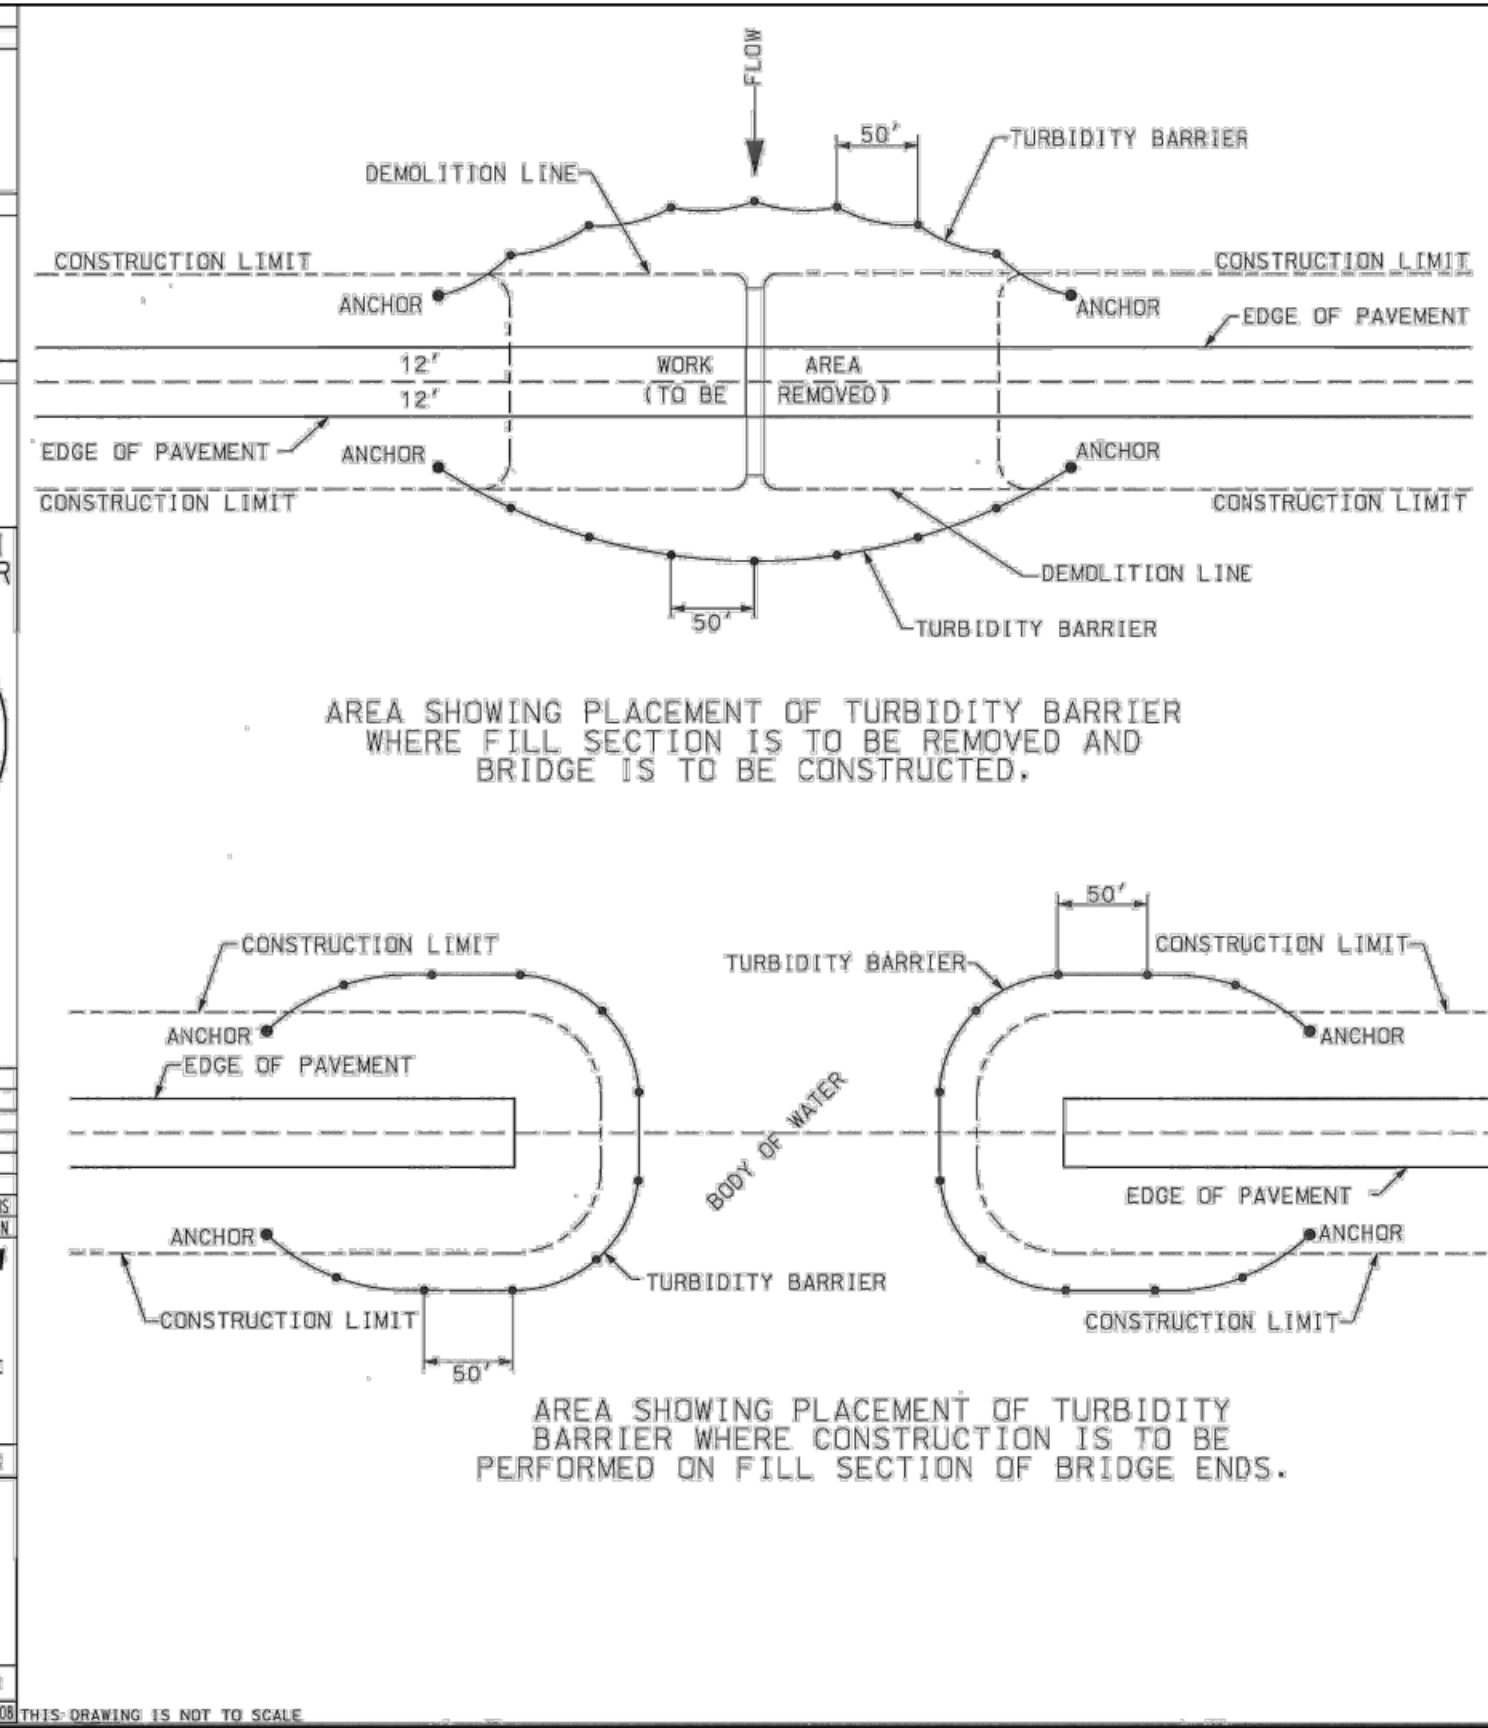 FLOW
50'
TURBIDITY BARRIER
DEMOLITION LINE
CONSTRUCTION LIMIT
CONSTRUCTION LIMIT
ANCHOR
ANCHOR
EDGE OF PAVEMENT
12'
WORK AREA
12'
(TO BE REMOVED)
EDGE OF PAVEMENT
ANCHOR
ANCHOR
CONSTRUCTION LIMIT
CONSTRUCTION LIMIT
DEMOLITION LINE
50'
TURBIDITY BARRIER
AREA SHOWING PLACEMENT OF TURBIDITY BARRIER
WHERE FILL SECTION IS TO BE REMOVED AND
BRIDGE IS TO BE CONSTRUCTED.
50'
CONSTRUCTION LIMIT
TURBIDITY BARRIER
CONSTRUCTION LIMIT
ANCHOR
ANCHOR
EDGE OF PAVEMENT
BODY OF WATER
EDGE OF PAVEMENT
ANCHOR
ANCHOR
TURBIDITY BARRIER
CONSTRUCTION LIMIT
CONSTRUCTION LIMIT
50'
AREA SHOWING PLACEMENT OF TURBIDITY
BARRIER WHERE CONSTRUCTION IS TO BE
PERFORMED ON FILL SECTION OF BRIDGE ENDS.
THIS DRAWING IS NOT TO SCALE